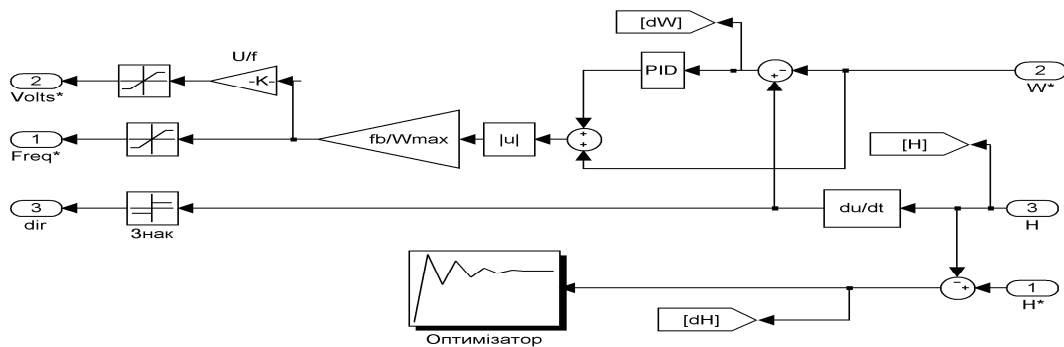 [dW]
U/f
2
Volts*
-K-
PID
+
-
2
W*
1
Freq*
fb/Wmax
|u|
+
+
[H]
3
dir
Знак
du/dt
3
H
-
+
1
H*
[dH]
Оптимізатор